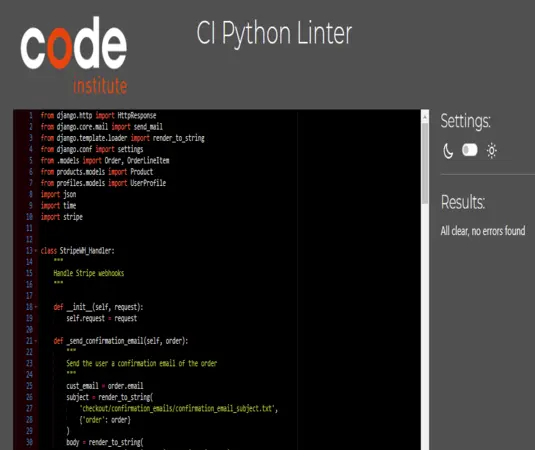 code
institute
CI Python Linter
Settings:
Results:
All clear, no errors found
1 from django.http import HttpResponse
2 from django.core.mail import send_mail
3 from django.template.loader import render_to_string
4 from django.conf import settings
5 from .models import Order, OrderLineItem
6 from products.models import Product
7 from profiles.models import UserProfile
8 import json
9 import time
10 import stripe
11
12
13 class StripeWH_Handler:
14 """
15 Handle Stripe webhooks
16 """
17
18 def __init__(self, request):
19 self.request = request
20
21 def _send_confirmation_email(self, order):
22 """
23 Send the user a confirmation email of the order
24 """
25 cust_email = order.email
26 subject = render_to_string(
27 'checkout/confirmation_emails/confirmation_email_subject.txt',
28 {'order': order}
29 )
30 body = render_to_string(